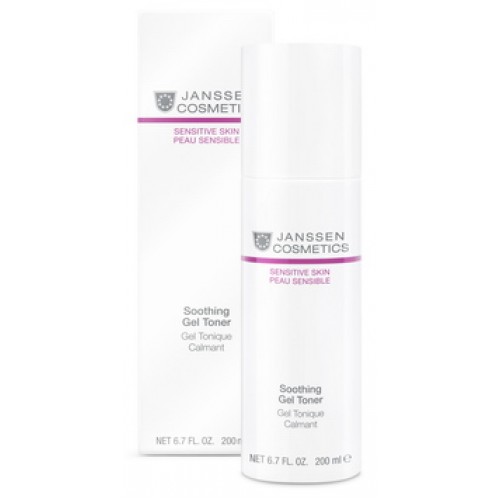 JANSSEN
COSMETICS
SENSITIVE SKIN
PEAU SENSIBLE
Soothing
Gel Toner
Gel Tonique
Calmant
NET 6.7 FL. OZ. 200 m
JANSSEN
COSMETICS
SENSITIVE SKIN
PEAU SENSIBLE
Soothing
Gel Toner
Gel Tonique
Calmant
NET 6.7 FL. OZ. 200 ml ℮